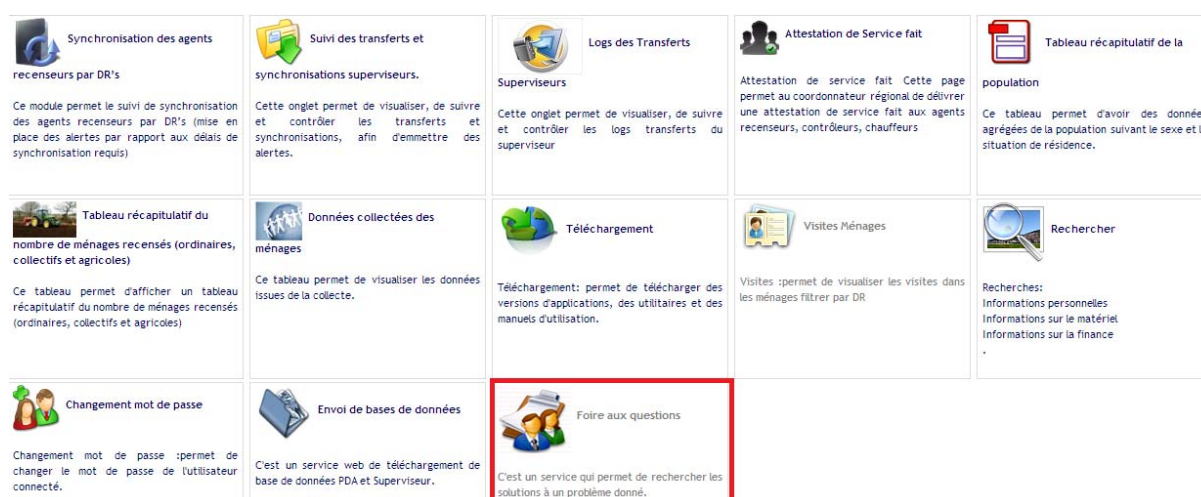 Synchronisation des agents
recenseurs par DR's
Ce module permet le suivi de synchronisation
des agents recenseurs par DR's (mise en
place des alertes par rapport aux délais de
synchronisation requis)
Suivi des transferts et
synchronisations superviseurs.
Cette onglet permet de visualiser, de suivre
et contrôler les transferts et
synchronisations, afin d'emmettre des
alertes.
Logs des Transferts
Superviseurs
Cette onglet permet de visualiser, de suivre
et contrôler les logs transferts du
superviseur
Attestation de Service fait
Attestation de service fait Cette page
permet au coordonnateur régional de délivrer
une attestation de service fait aux agents
recenseurs, contrôleurs, chauffeurs
Tableau récapitulatif de la
population
Ce tableau permet d'avoir des donnée
agrégées de la population suivant le sexe et l
situation de résidence.
Tableau récapitulatif du
nombre de ménages recensés (ordinaires,
collectifs et agricoles)
Ce tableau permet d'afficher un tableau
récapitulatif du nombre de ménages recensés
(ordinaires, collectifs et agricoles)
Données collectées des
ménages
Ce tableau permet de visualiser les données
issues de la collecte.
Téléchargement
Téléchargement: permet de télécharger des
versions d'applications, des utilitaires et des
manuels d'utilisation.
Visites Ménages
Visites :permet de visualiser les visites dans
les ménages filtrer par DR
Rechercher
Recherches:
Informations personnelles
Informations sur le matériel
Informations sur la finance
.
Changement mot de passe
Changement mot de passe :permet de
changer le mot de passe de l'utilisateur
connecté.
Envoi de bases de données
C'est un service web de téléchargement de
base de données PDA et Superviseur.
Foire aux questions
C'est un service qui permet de rechercher les
solutions à un problème donné.